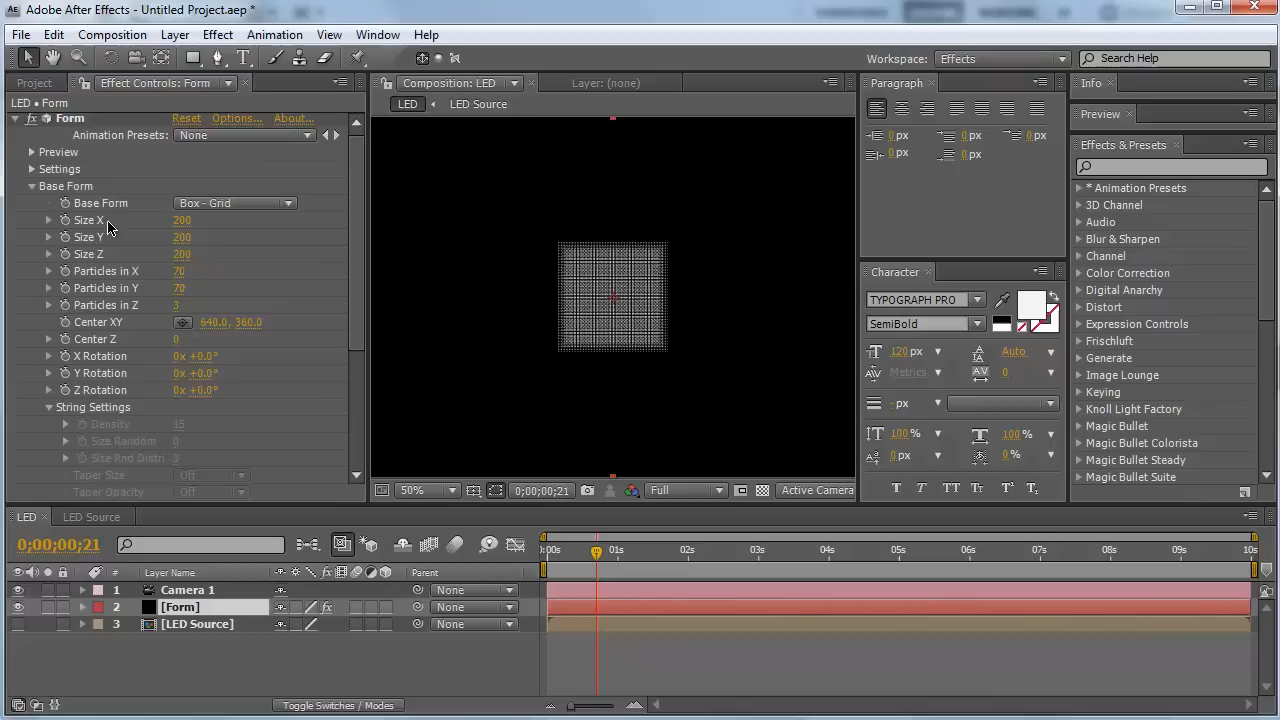 Adobe After Effects - Untitled Project.aep *
File Edit Composition Layer Effect Animation View Window Help
Workspace: Effects Search Help
Project Effect Controls: Form Composition: LED Layer: (none) Paragraph Info
LED • Form LED LED Source
Form Reset Options... About...
Animation Presets: None
Preview
Settings
Base Form
Base Form Box - Grid
Size X 200
Size Y 200
Size Z 200
Particles in X 70
Particles in Y 70
Particles in Z 3
Center XY 640.0, 360.0
Center Z 0
X Rotation 0x +0.0°
Y Rotation 0x +0.0°
Z Rotation 0x +0.0°
String Settings
Density 15
Size Random 0
Size Rnd Distri 3
Taper Size Off
Taper Opacity Off
50% 0;00;00;21 Full Active Camera
0 px 0 px 0 px
0 px 0 px
Character
TYPOGRAPH PRO
SemiBold
120 px Auto
Metrics 0
- px
100 % 100 %
0 px 0 %
T T TT Tт T¹ T₁
Preview
Effects & Presets
* Animation Presets
3D Channel
Audio
Blur & Sharpen
Channel
Color Correction
Digital Anarchy
Distort
Expression Controls
Frischluft
Generate
Image Lounge
Keying
Knoll Light Factory
Magic Bullet
Magic Bullet Colorista
Magic Bullet Steady
Magic Bullet Suite
LED LED Source
0;00;00;21
0:00s 01s 02s 03s 04s 05s 06s 07s 08s 09s 10s
# Layer Name Parent
1 Camera 1 None
2 [Form] None
3 [LED Source] None
Toggle Switches / Modes